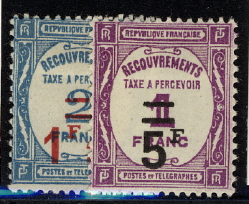 REPUBLIQUE FRANÇAISE
RECOUVREMENTS
TAXE A PERCEVOIR
2
1F
FRANC
POSTES ET TELEGRAPHES
REPUBLIQUE FRANÇAISE
RECOUVREMENTS
TAXE A PERCEVOIR
1
5F
FRANC
POSTES ET TELEGRAPHES